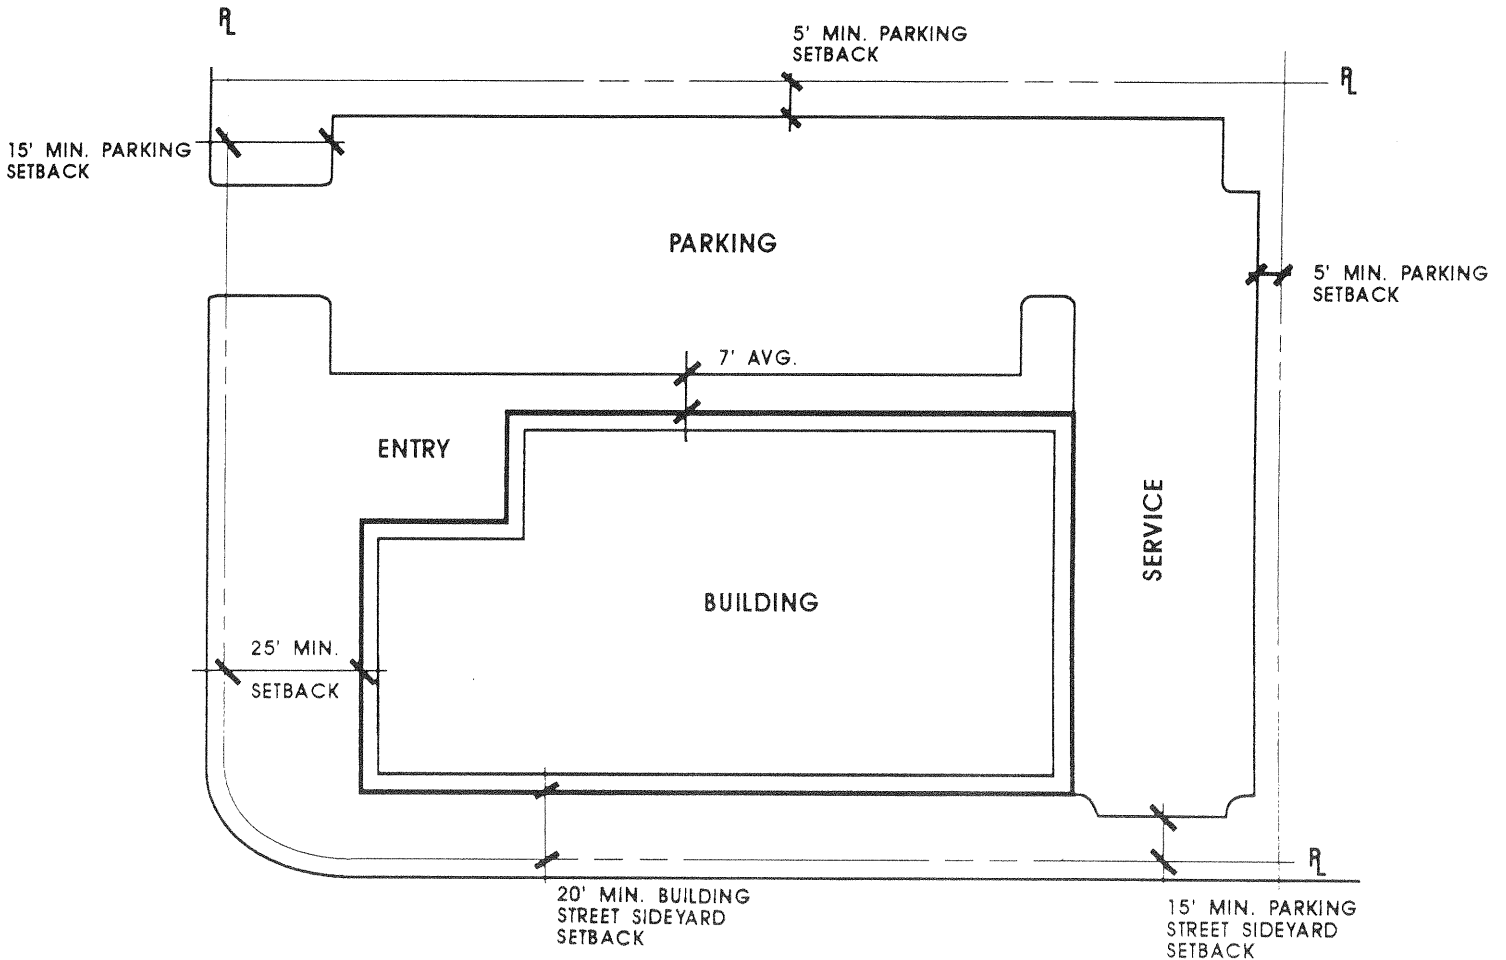 PL
5' MIN. PARKING
SETBACK
PL
15' MIN. PARKING
SETBACK
PARKING
5' MIN. PARKING
SETBACK
7' AVG.
ENTRY
SERVICE
BUILDING
25' MIN.
SETBACK
PL
20' MIN. BUILDING
STREET SIDEYARD
SETBACK
15' MIN. PARKING
STREET SIDEYARD
SETBACK